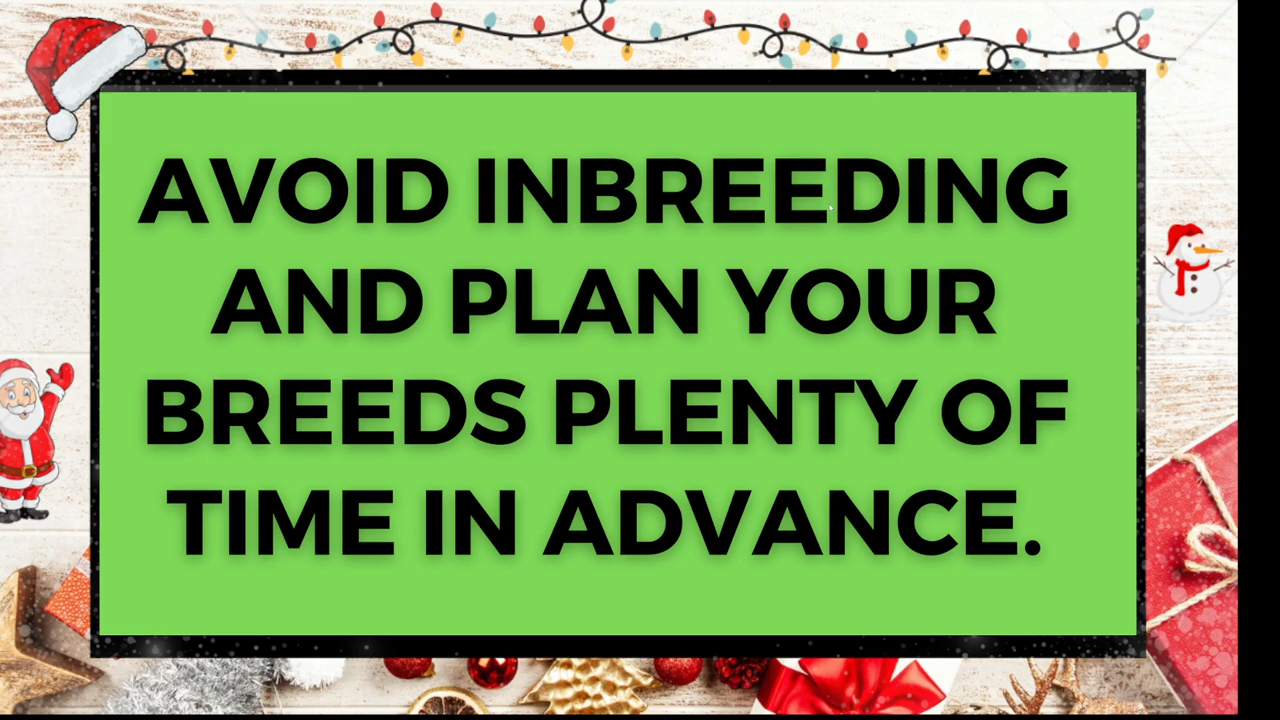 AVOID INBREEDING
AND PLAN YOUR
BREEDS PLENTY OF
TIME IN ADVANCE.